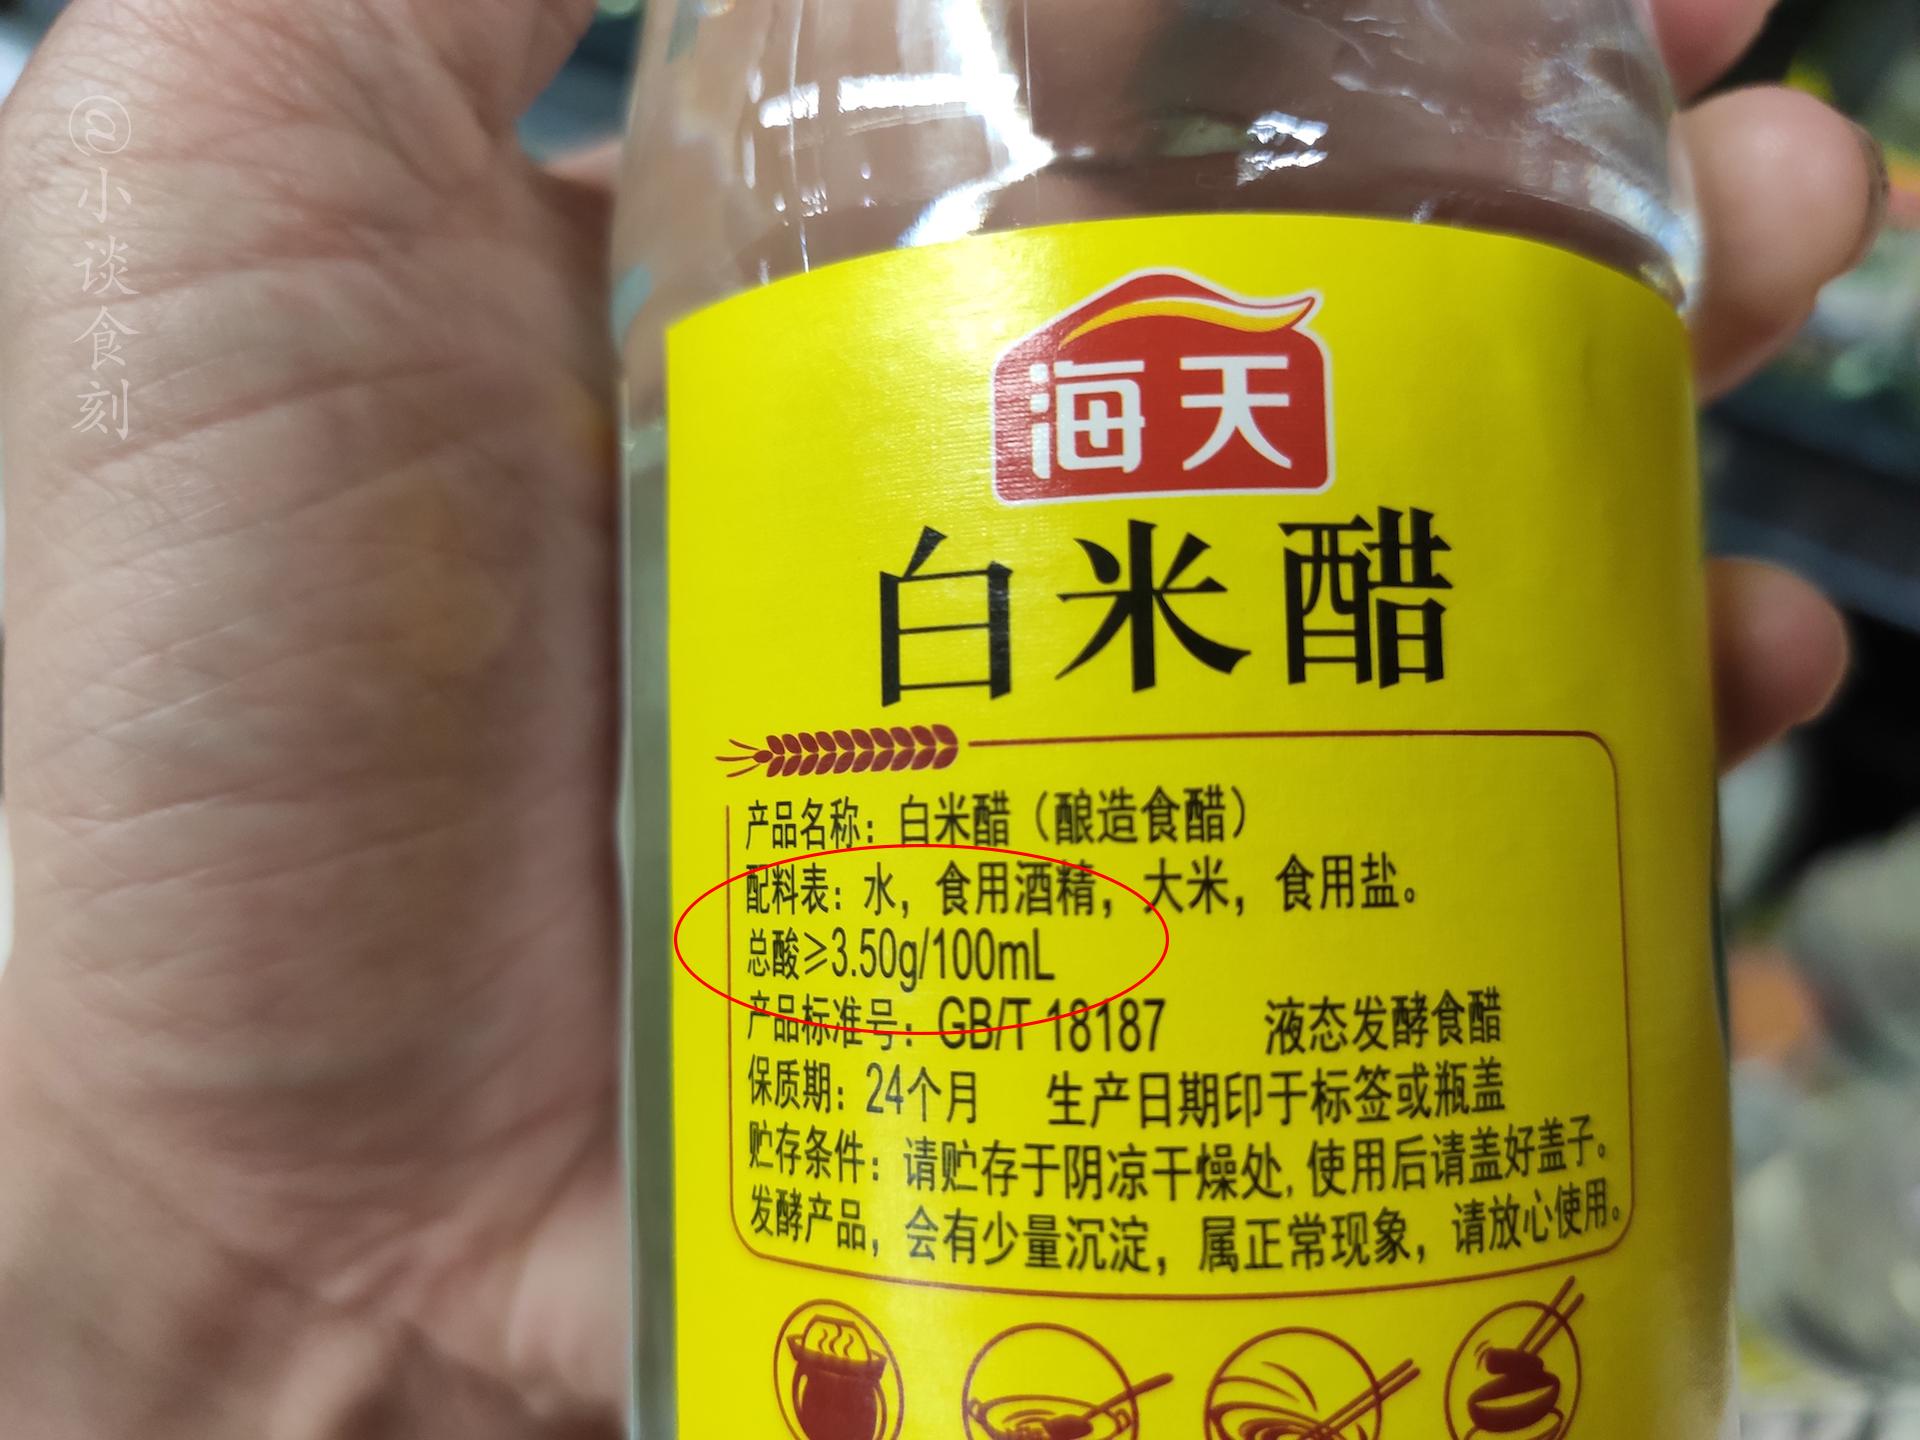 @小谈食刻
海天
白米醋
产品名称：白米醋（酿造食醋）
配料表：水，食用酒精，大米，食用盐。
总酸≥3.50g/100mL
产品标准号：GB/T 18187 液态发酵食醋
保质期：24个月 生产日期印于标签或瓶盖
贮存条件：请贮存于阴凉干燥处，使用后请盖好盖子。
发酵产品，会有少量沉淀，属正常现象，请放心使用。